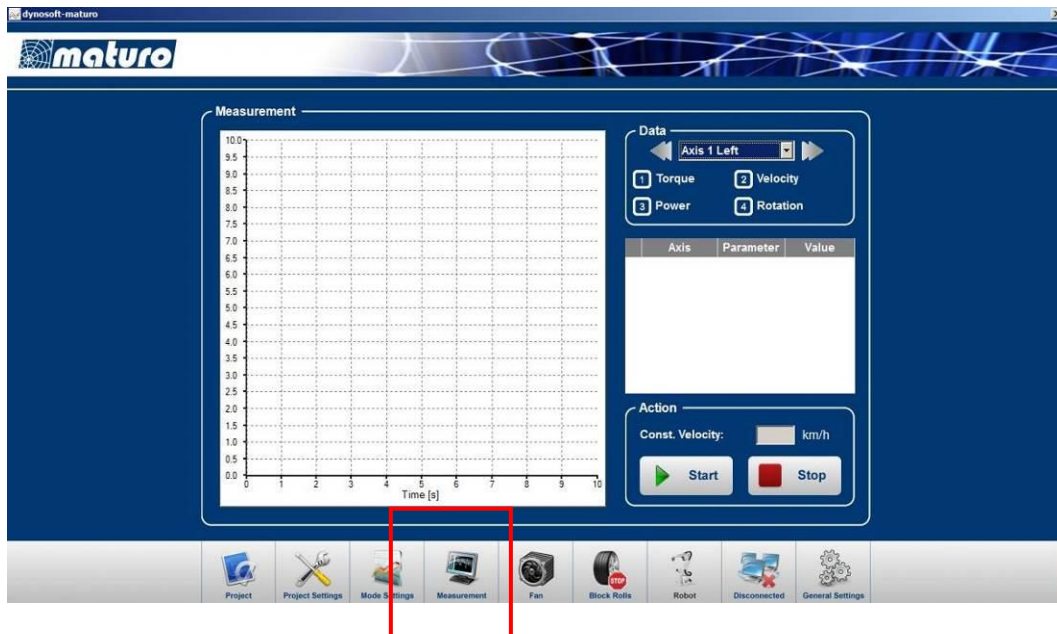 dynosoft-maturo
maturo
Measurement
10.0
9.5
9.0
8.5
8.0
7.5
7.0
6.5
6.0
5.5
5.0
4.5
4.0
3.5
3.0
2.5
2.0
1.5
1.0
0.5
0.0
0 1 2 3 4 5 6 7 8 9 10
Time [s]
Data
Axis 1 Left
1 Torque 2 Velocity
3 Power 4 Rotation
Axis Parameter Value
Action
Const. Velocity: km/h
Start Stop
STOP
Project Project Settings Mode Settings Measurement Fan Block Rolls Robot Disconnected General Settings